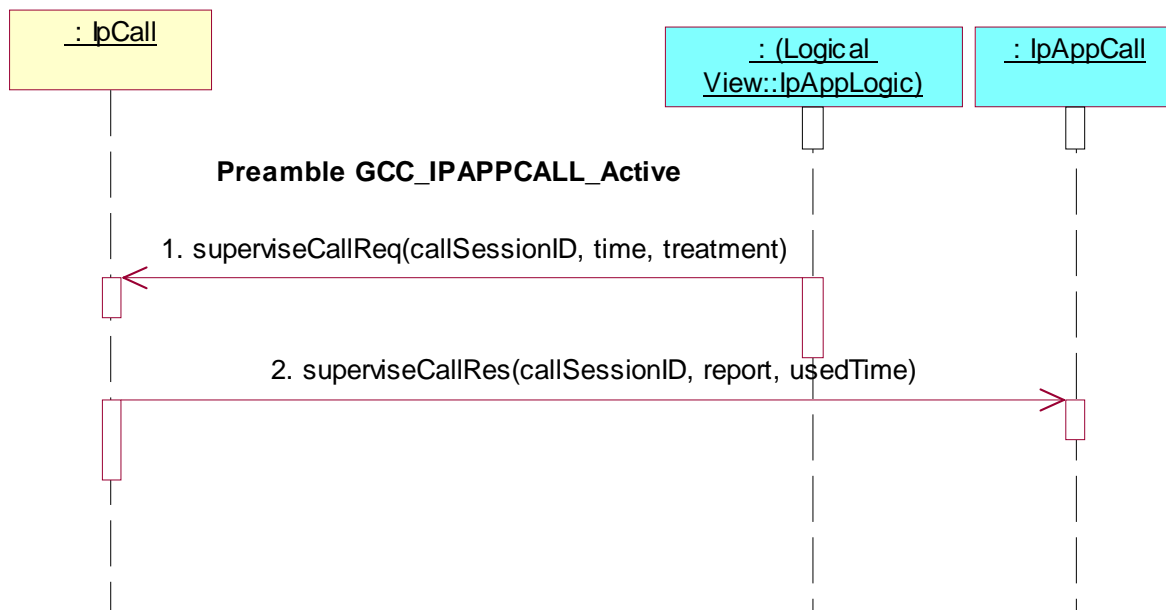 : IpCall
: (Logical
View::IpAppLogic)
: IpAppCall
Preamble GCC_IPAPPCALL_Active
1. superviseCallReq(callSessionID, time, treatment)
2. superviseCallRes(callSessionID, report, usedTime)